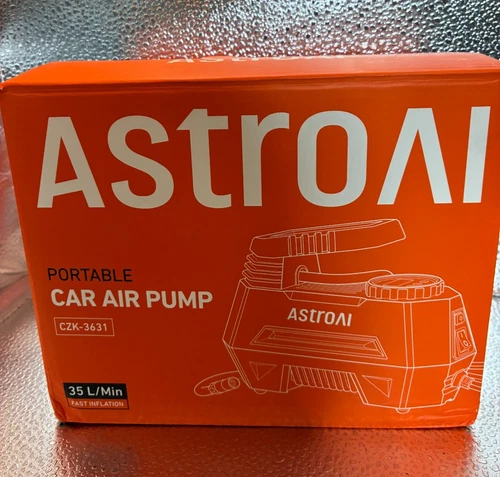 AstroAI
PORTABLE
CAR AIR PUMP
CZK-3631
AstroAI
35 L/Min
FAST INFLATION